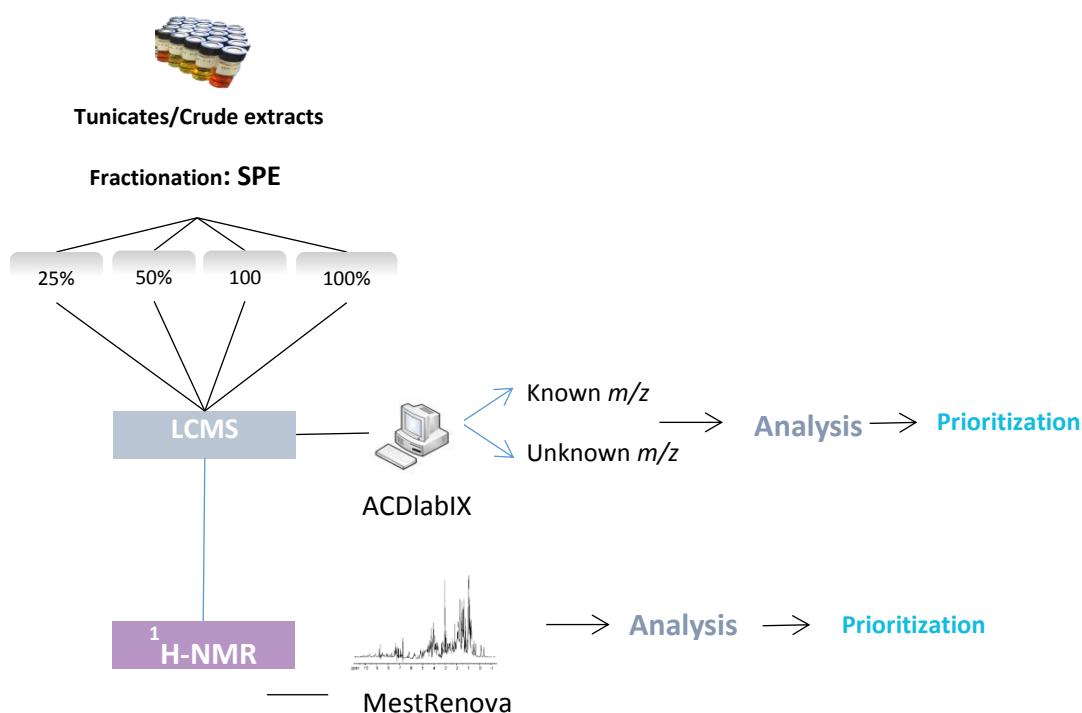 Tunicates/Crude extracts
Fractionation: SPE
25%
50%
100
100%
LCMS
Known m/z
Unknown m/z
Analysis
Prioritization
ACDlabIX
1H-NMR
Analysis
Prioritization
MestRenova